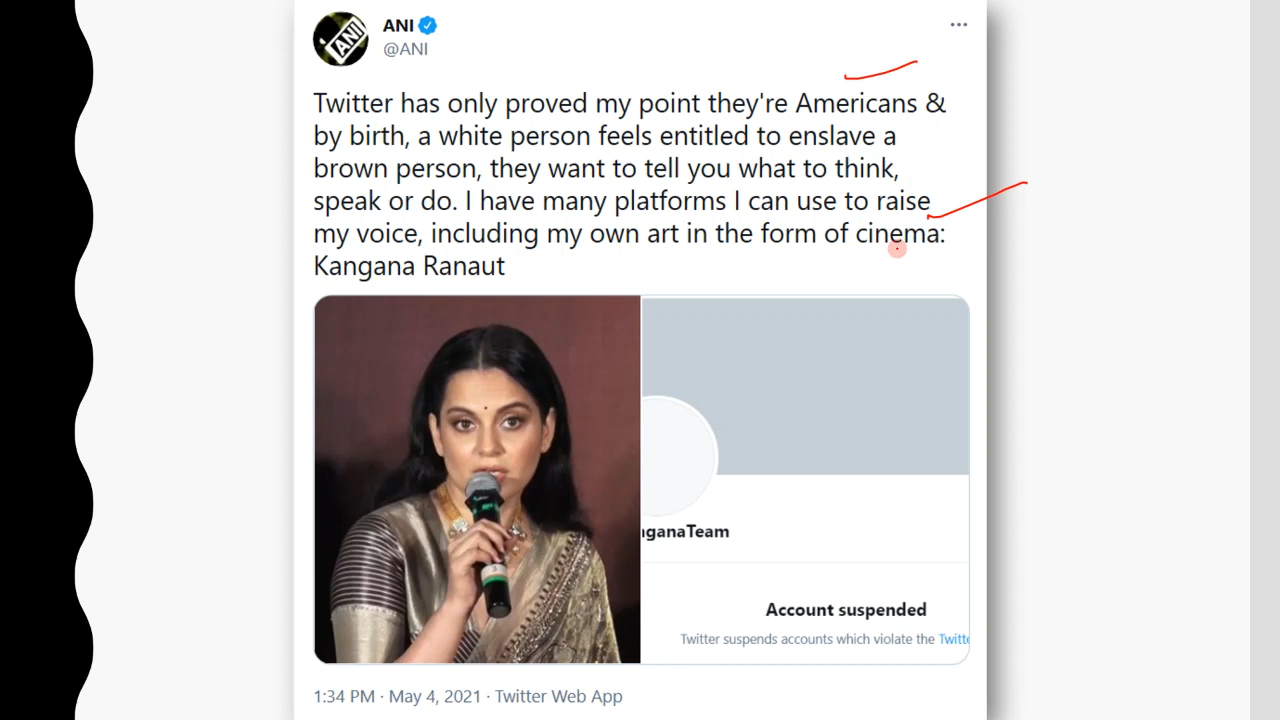 ANI
@ANI
Twitter has only proved my point they're Americans &
by birth, a white person feels entitled to enslave a
brown person, they want to tell you what to think,
speak or do. I have many platforms I can use to raise
my voice, including my own art in the form of cinema:
Kangana Ranaut
ANI
nganaTeam
Account suspended
Twitter suspends accounts which violate the Twitte
1:34 PM · May 4, 2021 · Twitter Web App